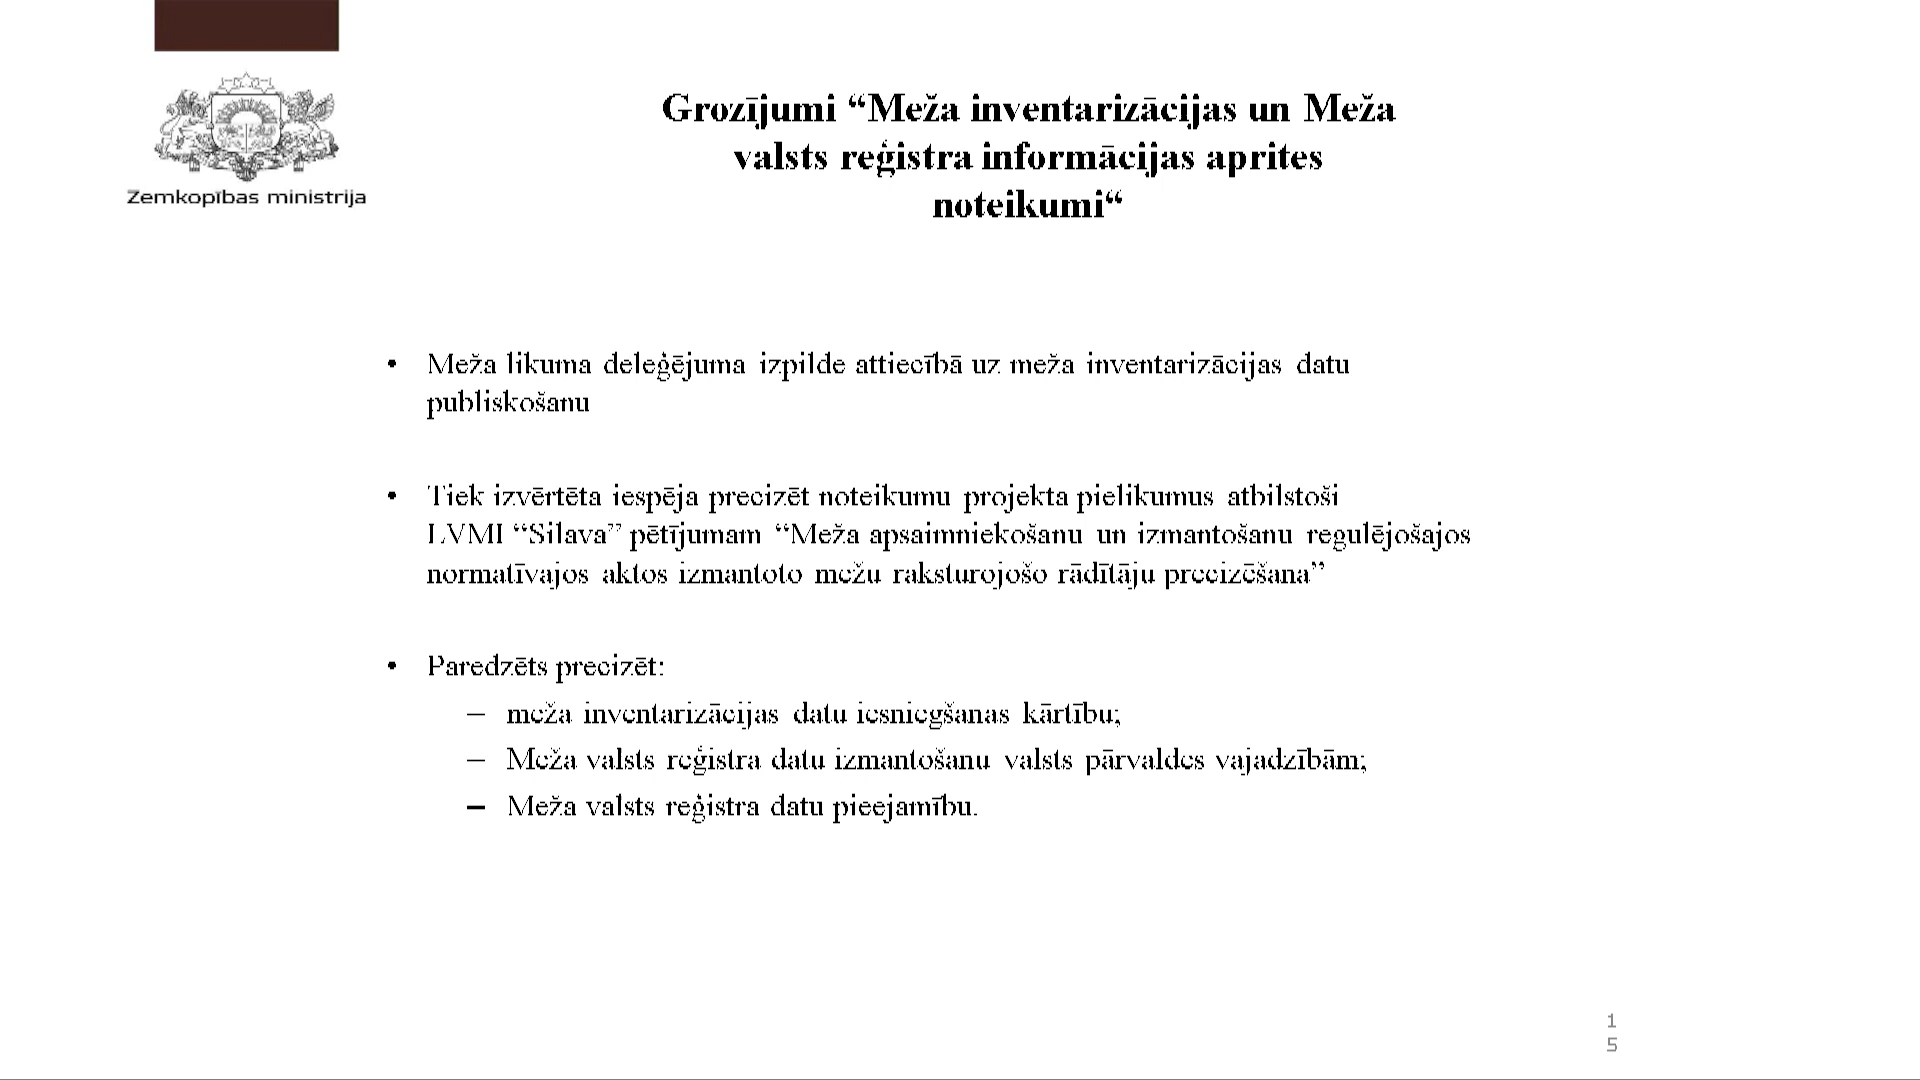 Zemkopības ministrija
Grozījumi “Meža inventarizācijas un Meža
valsts reģistra informācijas aprites
noteikumi“
• Meža likuma deleģējuma izpilde attiecībā uz meža inventarizācijas datu
publiskošanu
• Tiek izvērtēta iespēja precizēt noteikumu projekta pielikumus atbilstoši
LVMI “Silava” pētījumam “Meža apsaimniekošanu un izmantošanu regulējošajos
normatīvajos aktos izmantoto mežu raksturojošo rādītāju precizēšana”
• Paredzēts precizēt:
– meža inventarizācijas datu iesniegšanas kārtību;
– Meža valsts reģistra datu izmantošanu valsts pārvaldes vajadzībām;
– Meža valsts reģistra datu pieejamību.
1
5